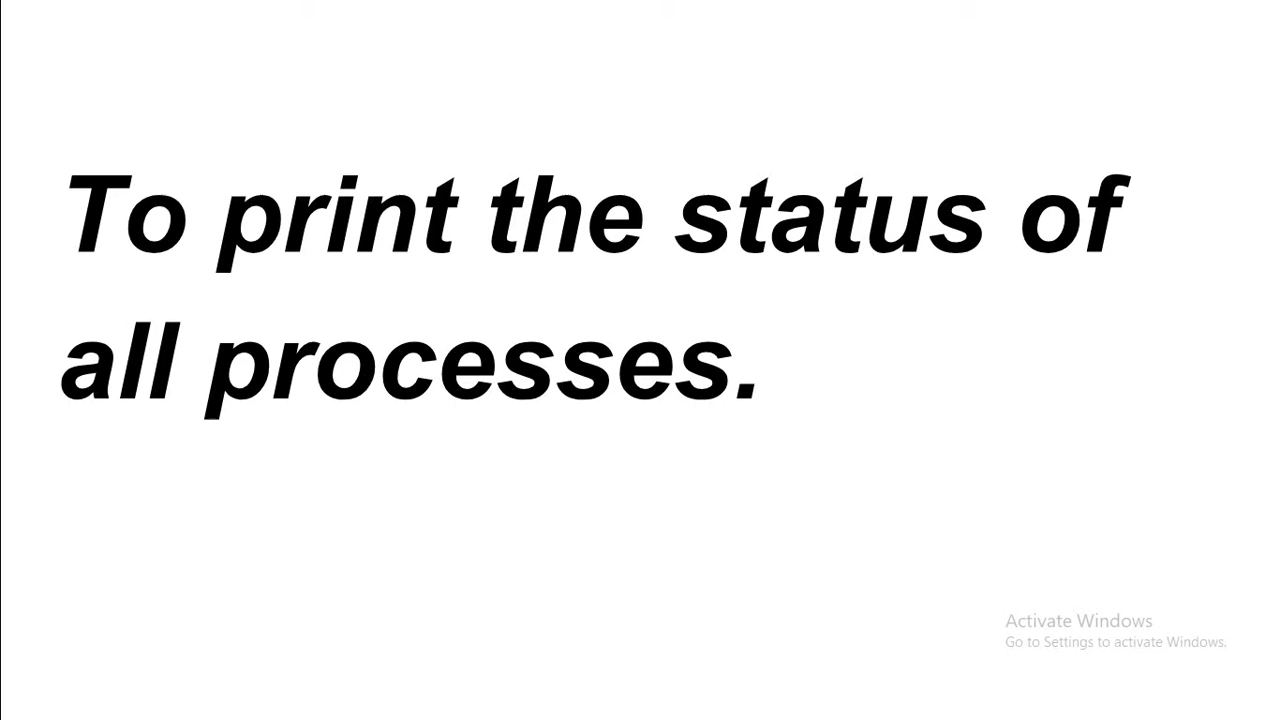 To print the status of
all processes.
Activate Windows
Go to Settings to activate Windows.